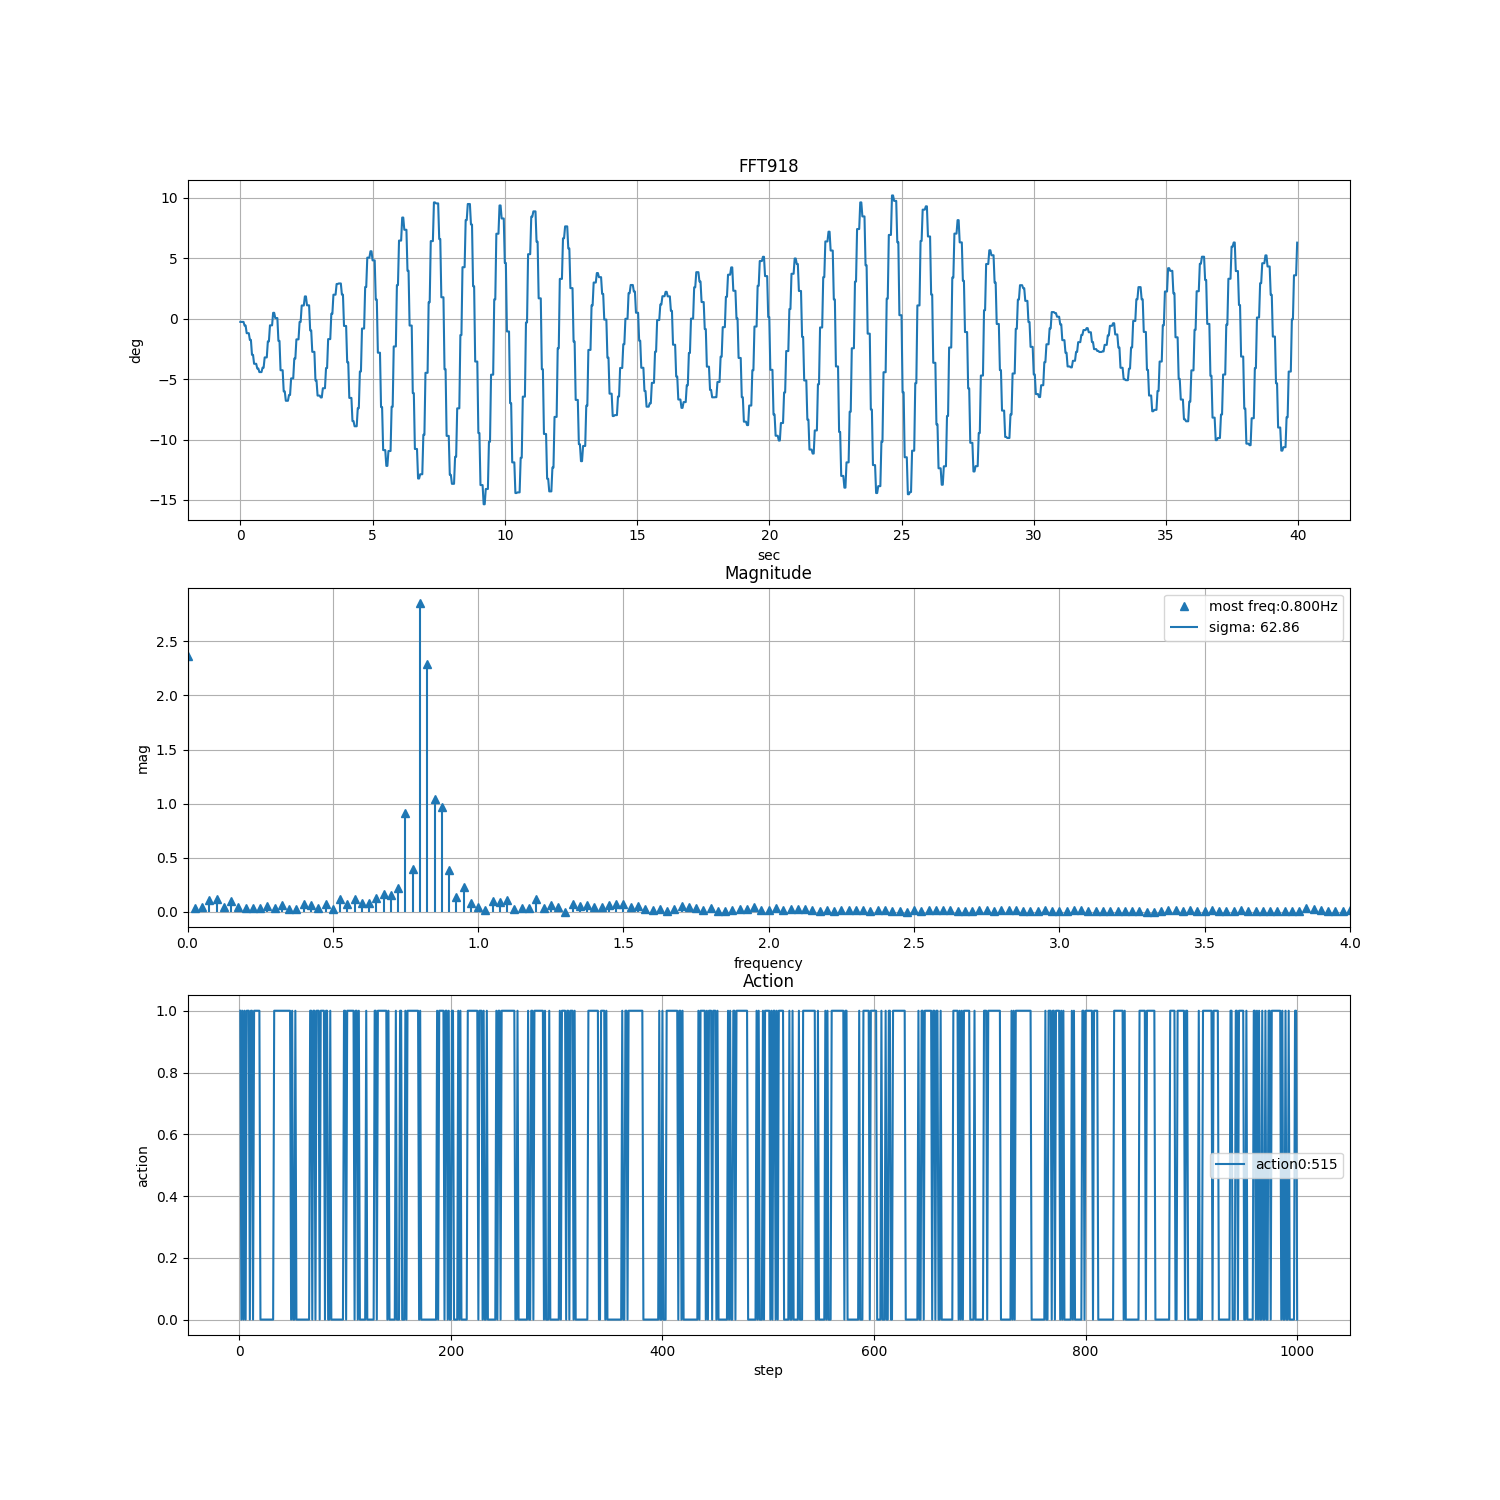 FFT918
10
5
0
−5
−10
−15
deg
0 5 10 15 20 25 30 35 40
sec
Magnitude
most freq:0.800Hz
sigma: 62.86
2.5
2.0
1.5
1.0
0.5
0.0
mag
0.0 0.5 1.0 1.5 2.0 2.5 3.0 3.5 4.0
frequency
Action
1.0
0.8
0.6
0.4
0.2
0.0
action
action0:515
0 200 400 600 800 1000
step